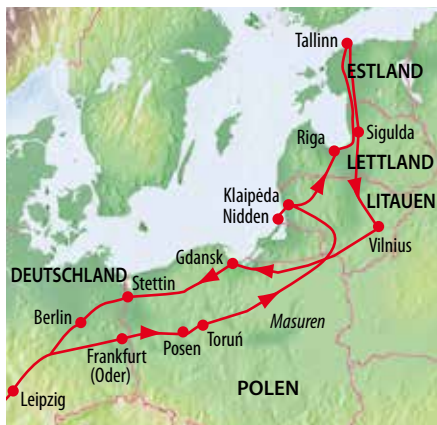 Tallinn
ESTLAND
Sigulda
Riga
LETTLAND
Klaipėda
LITAUEN
Nidden
Vilnius
Gdansk
DEUTSCHLAND
Stettin
Berlin
Masuren
Frankfurt
(Oder)
Posen
Toruń
POLEN
Leipzig